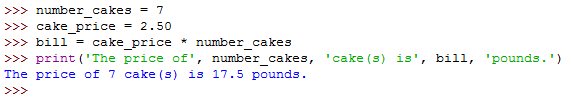 >>> number_cakes = 7
>>> cake_price = 2.50
>>> bill = cake_price * number_cakes
>>> print('The price of', number_cakes, 'cake(s) is', bill, 'pounds.')
The price of 7 cake(s) is 17.5 pounds.
>>>